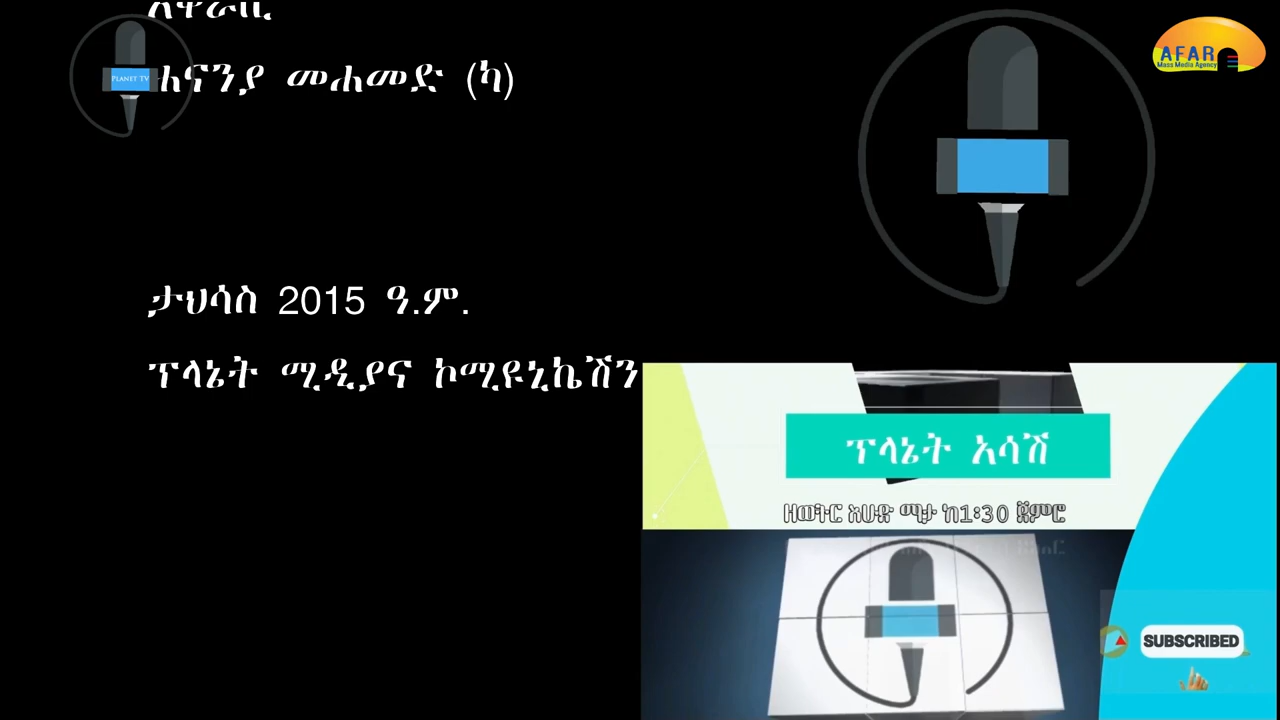 PLANET TV
ሐናንያ መሐመድ (ካ)
AFAR
Mass Media Agency
ታህሳስ 2015 ዓ.ም.
ፕላኔት ሚዲያና ኮሚዩኒኬሽን
ፕላኔት አሳሽ
ዘወትር እሁድ ማታ ከ1:30 ጀምሮ
SUBSCRIBED